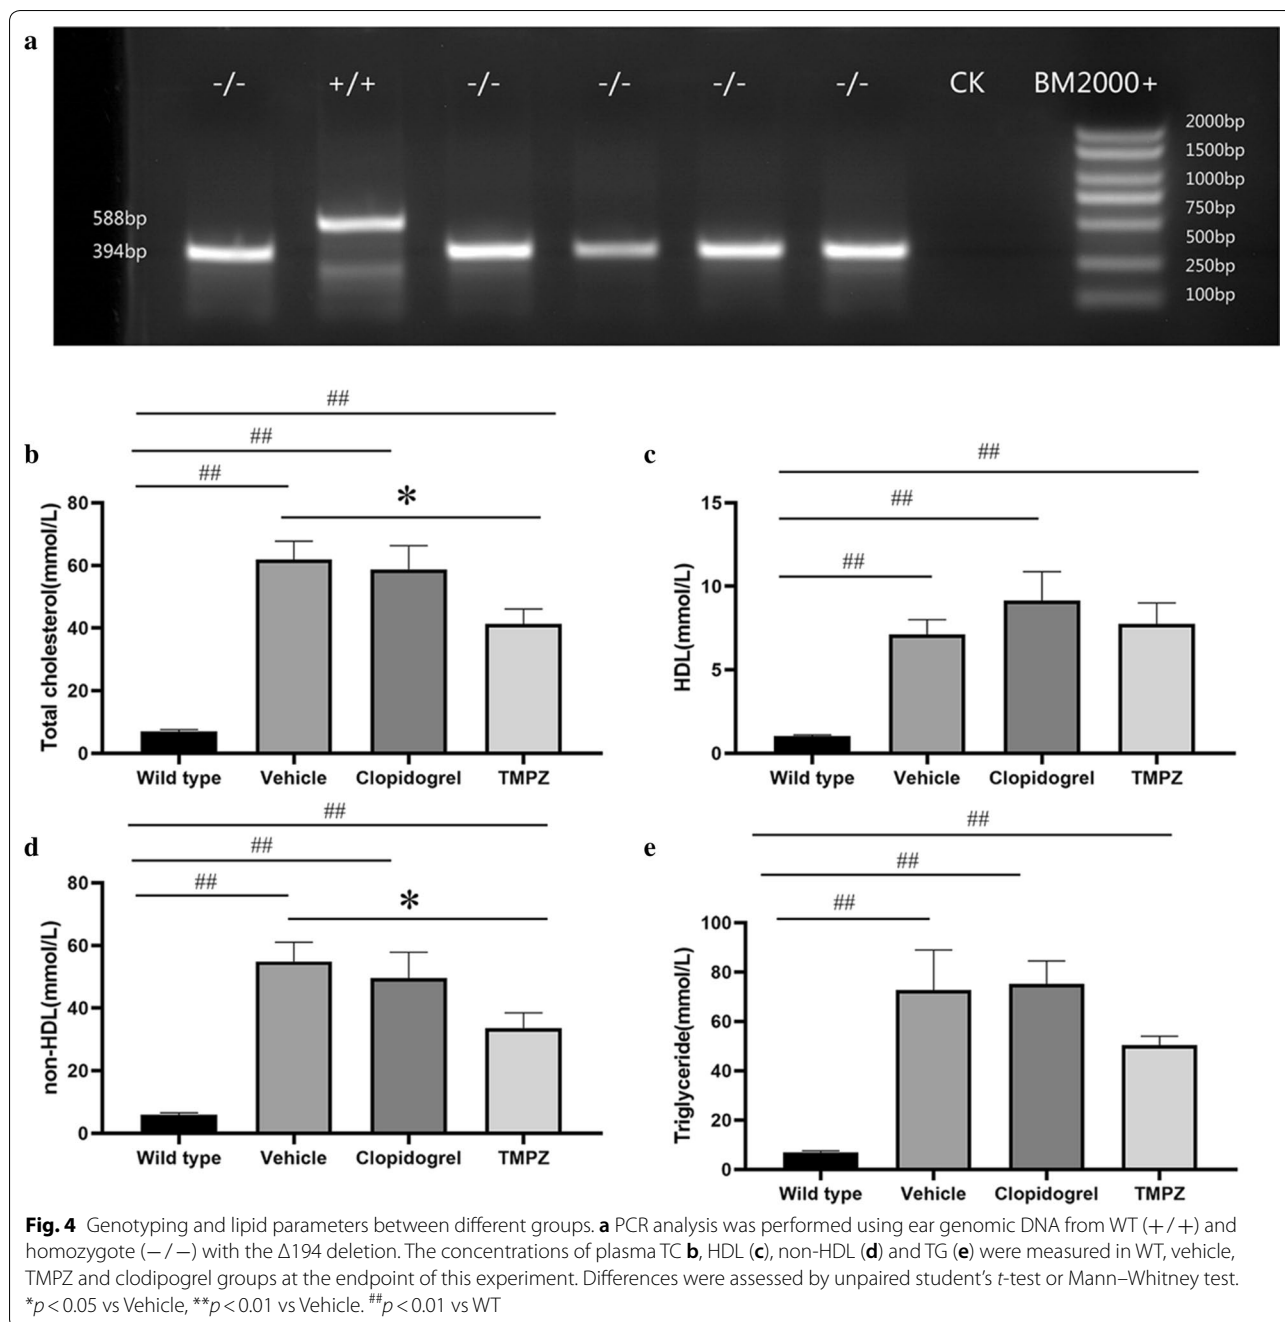 a
-/- +/+ -/- -/- -/- -/- CK BM2000+
2000bp
1500bp
1000bp
750bp
500bp
250bp
100bp
588bp
394bp
b
##
##
##
*
Total cholesterol(mmol/L)
80
60
40
20
0
Wild type Vehicle Clopidogrel TMPZ
c
##
##
##
HDL(mmol/L)
15
10
5
0
Wild type Vehicle Clopidogrel TMPZ
d
##
##
##
*
non-HDL(mmol/L)
80
60
40
20
0
Wild type Vehicle Clopidogrel TMPZ
e
##
##
##
Triglyceride(mmol/L)
100
80
60
40
20
0
Wild type Vehicle Clopidogrel TMPZ
Fig. 4 Genotyping and lipid parameters between different groups. a PCR analysis was performed using ear genomic DNA from WT (+/+) and
homozygote (−/−) with the Δ194 deletion. The concentrations of plasma TC b, HDL (c), non-HDL (d) and TG (e) were measured in WT, vehicle,
TMPZ and clodipogrel groups at the endpoint of this experiment. Differences were assessed by unpaired student's t-test or Mann–Whitney test.
*p < 0.05 vs Vehicle, **p < 0.01 vs Vehicle. ##p < 0.01 vs WT